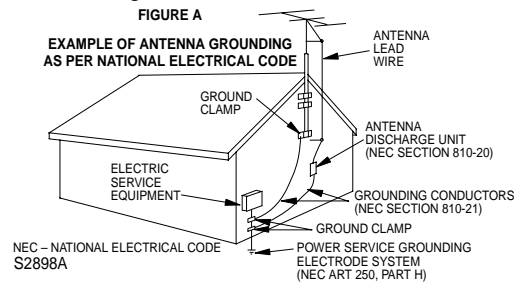 FIGURE A
EXAMPLE OF ANTENNA GROUNDING
AS PER NATIONAL ELECTRICAL CODE
ANTENNA
LEAD
WIRE
GROUND
CLAMP
ANTENNA
DISCHARGE UNIT
(NEC SECTION 810-20)
ELECTRIC
SERVICE
EQUIPMENT
GROUNDING CONDUCTORS
(NEC SECTION 810-21)
GROUND CLAMP
POWER SERVICE GROUNDING
ELECTRODE SYSTEM
(NEC ART 250, PART H)
NEC – NATIONAL ELECTRICAL CODE
S2898A